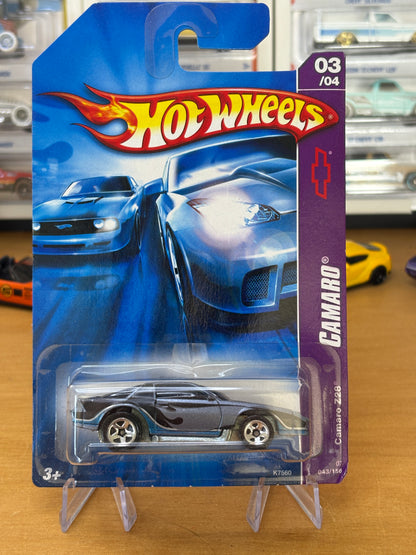 HOT WHEELS
03
/04
CAMARO®
Camaro Z28
043/156
K7560
3+